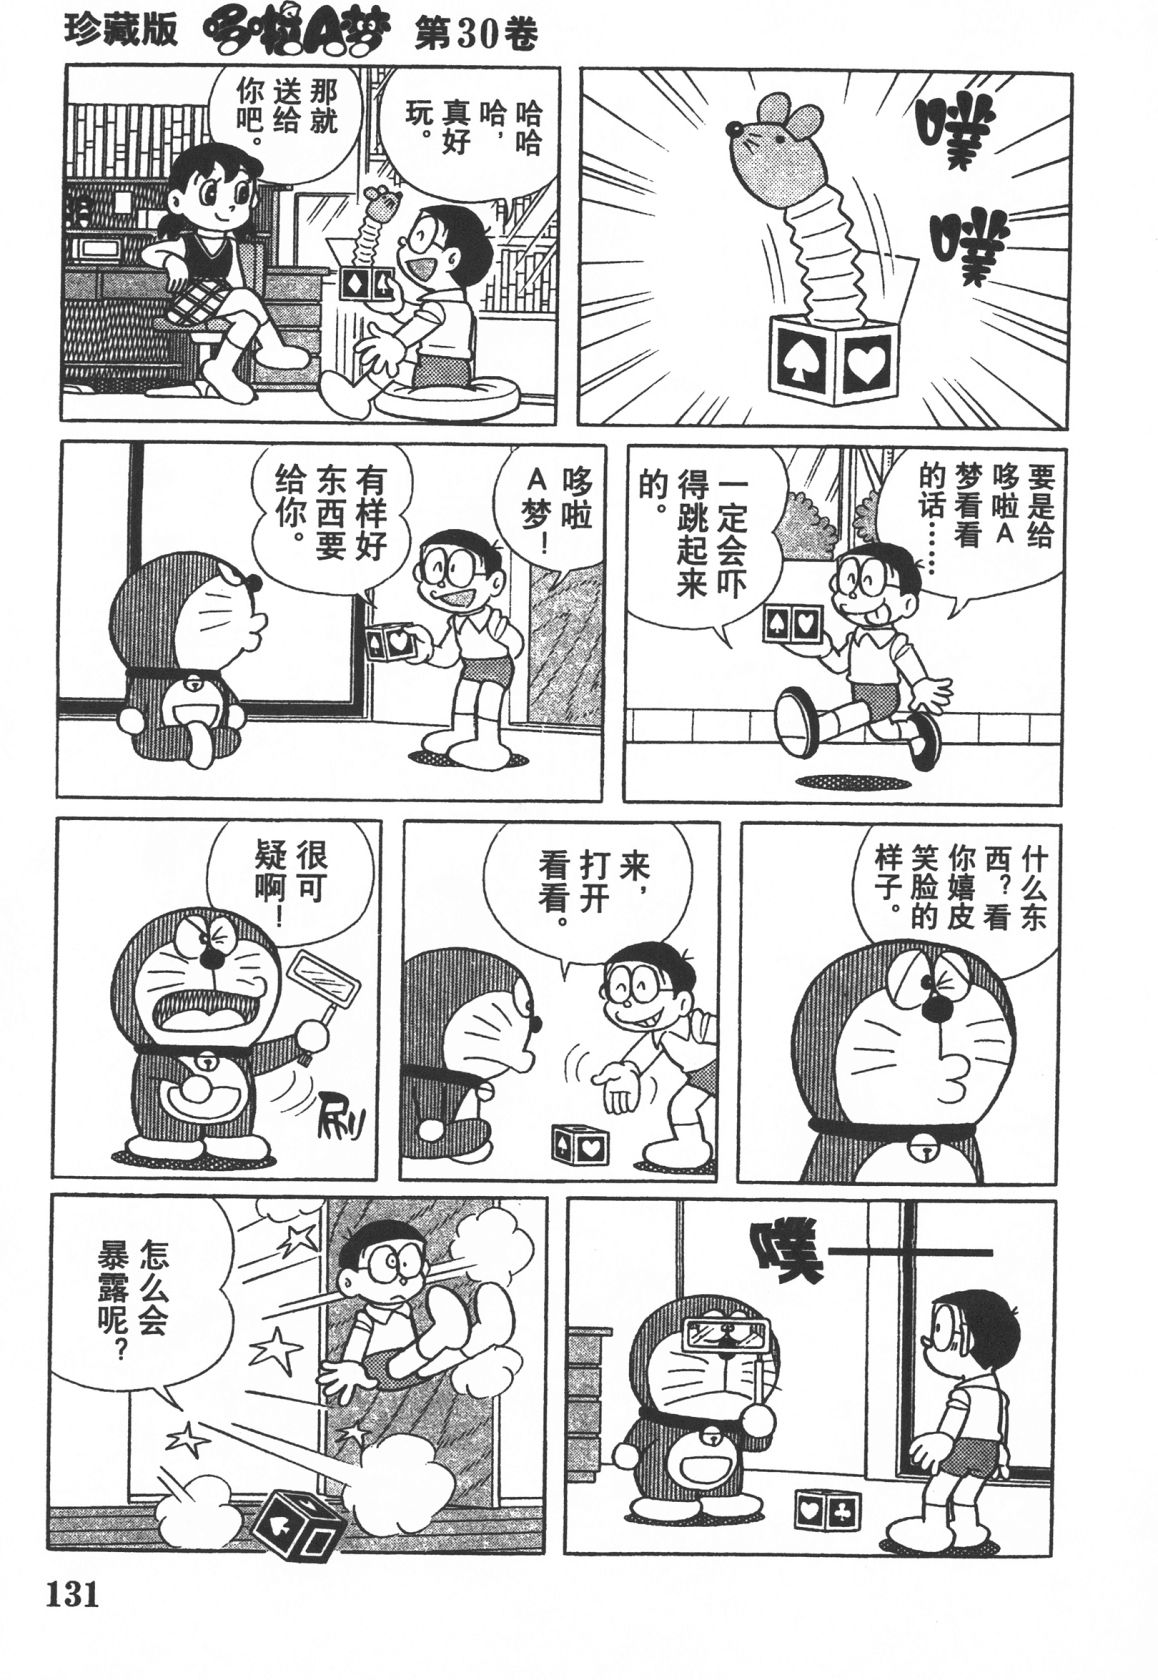 珍藏版 哆啦A梦 第30卷
噗
噗
哈哈
哈，
真好
玩。
那就
送给
你吧。
要是给
哆啦A
梦看看
的话……
一定会吓
得跳起来
的。
哆啦
A梦！
有样好
东西要
给你。
什么东
西？看
你嬉皮
笑脸的
样子。
来，
打开
看看。
很可
疑啊！
刷
噗
怎么会
暴露呢？
131